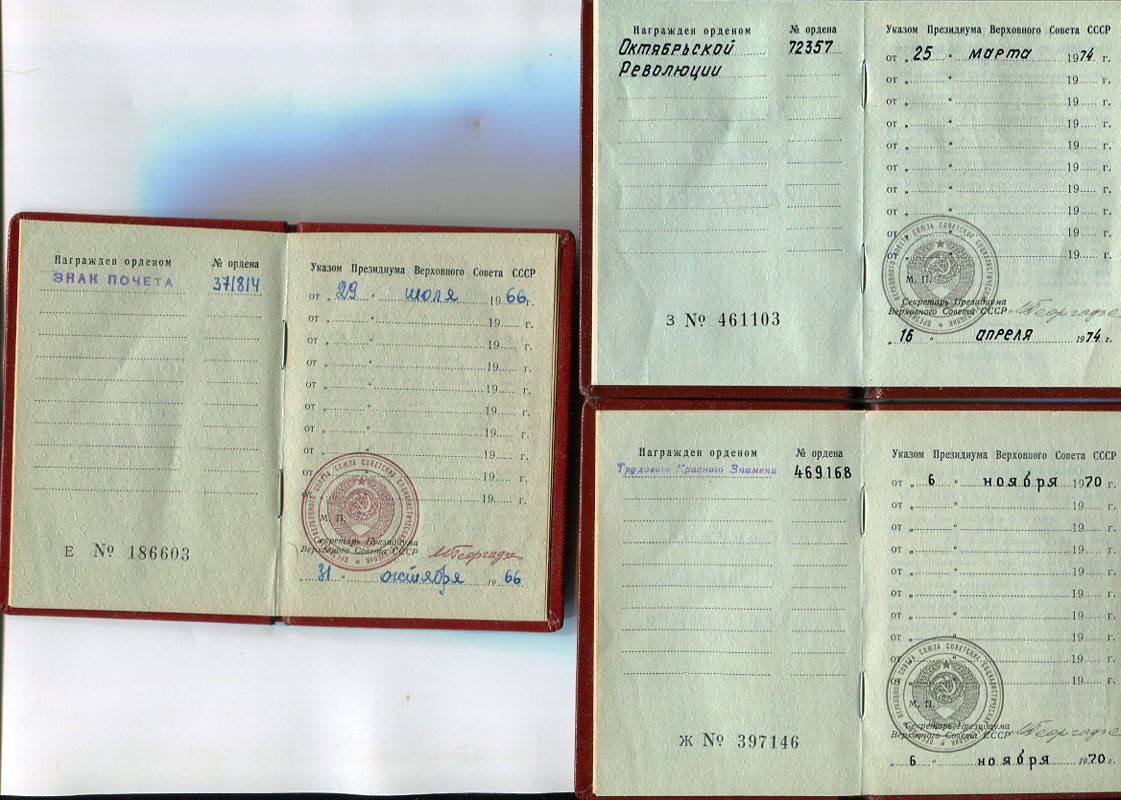 Награжден орденом № ордена
ЗНАК ПОЧЕТА 371814
Е № 186603
Указом Президиума Верховного Совета СССР
от „ 29 “ июля 1966 г.
от „ “ 19 г.
от „ “ 19 г.
от „ “ 19 г.
от „ “ 19 г.
от „ “ 19 г.
от „ “ 19 г.
от „ “ 19 г.
от „ “ 19 г.
от „ “ 19 г.
М. П.
Секретарь Президиума
Верховного Совета СССР МГеоргадзе
„ 31 “ октября 1966
Награжден орденом № ордена
Октябрьской 72357
Революции
З № 461103
Указом Президиума Верховного Совета СССР
от „ 25 “ марта 1974 г.
от „ “ 19 г.
от „ “ 19 г.
от „ “ 19 г.
от „ “ 19 г.
от „ “ 19 г.
от „ “ 19 г.
от „ “ 19 г.
от „ “ 19 г.
от „ “ 19 г.
М. П.
Секретарь Президиума
Верховного Совета СССР МГеоргадзе
„ 16 “ апреля 1974 г.
Награжден орденом № ордена
Трудового Красного Знамени 469168
Ж № 397146
Указом Президиума Верховного Совета СССР
от „ 6 “ ноября 1970 г.
от „ “ 19 г.
от „ “ 19 г.
от „ “ 19 г.
от „ “ 19 г.
от „ “ 19 г.
от „ “ 19 г.
от „ “ 19 г.
от „ “ 19 г.
от „ “ 19 г.
М. П.
Секретарь Президиума
Верховного Совета СССР МГеоргадзе
„ 6 “ ноября 1970 г.